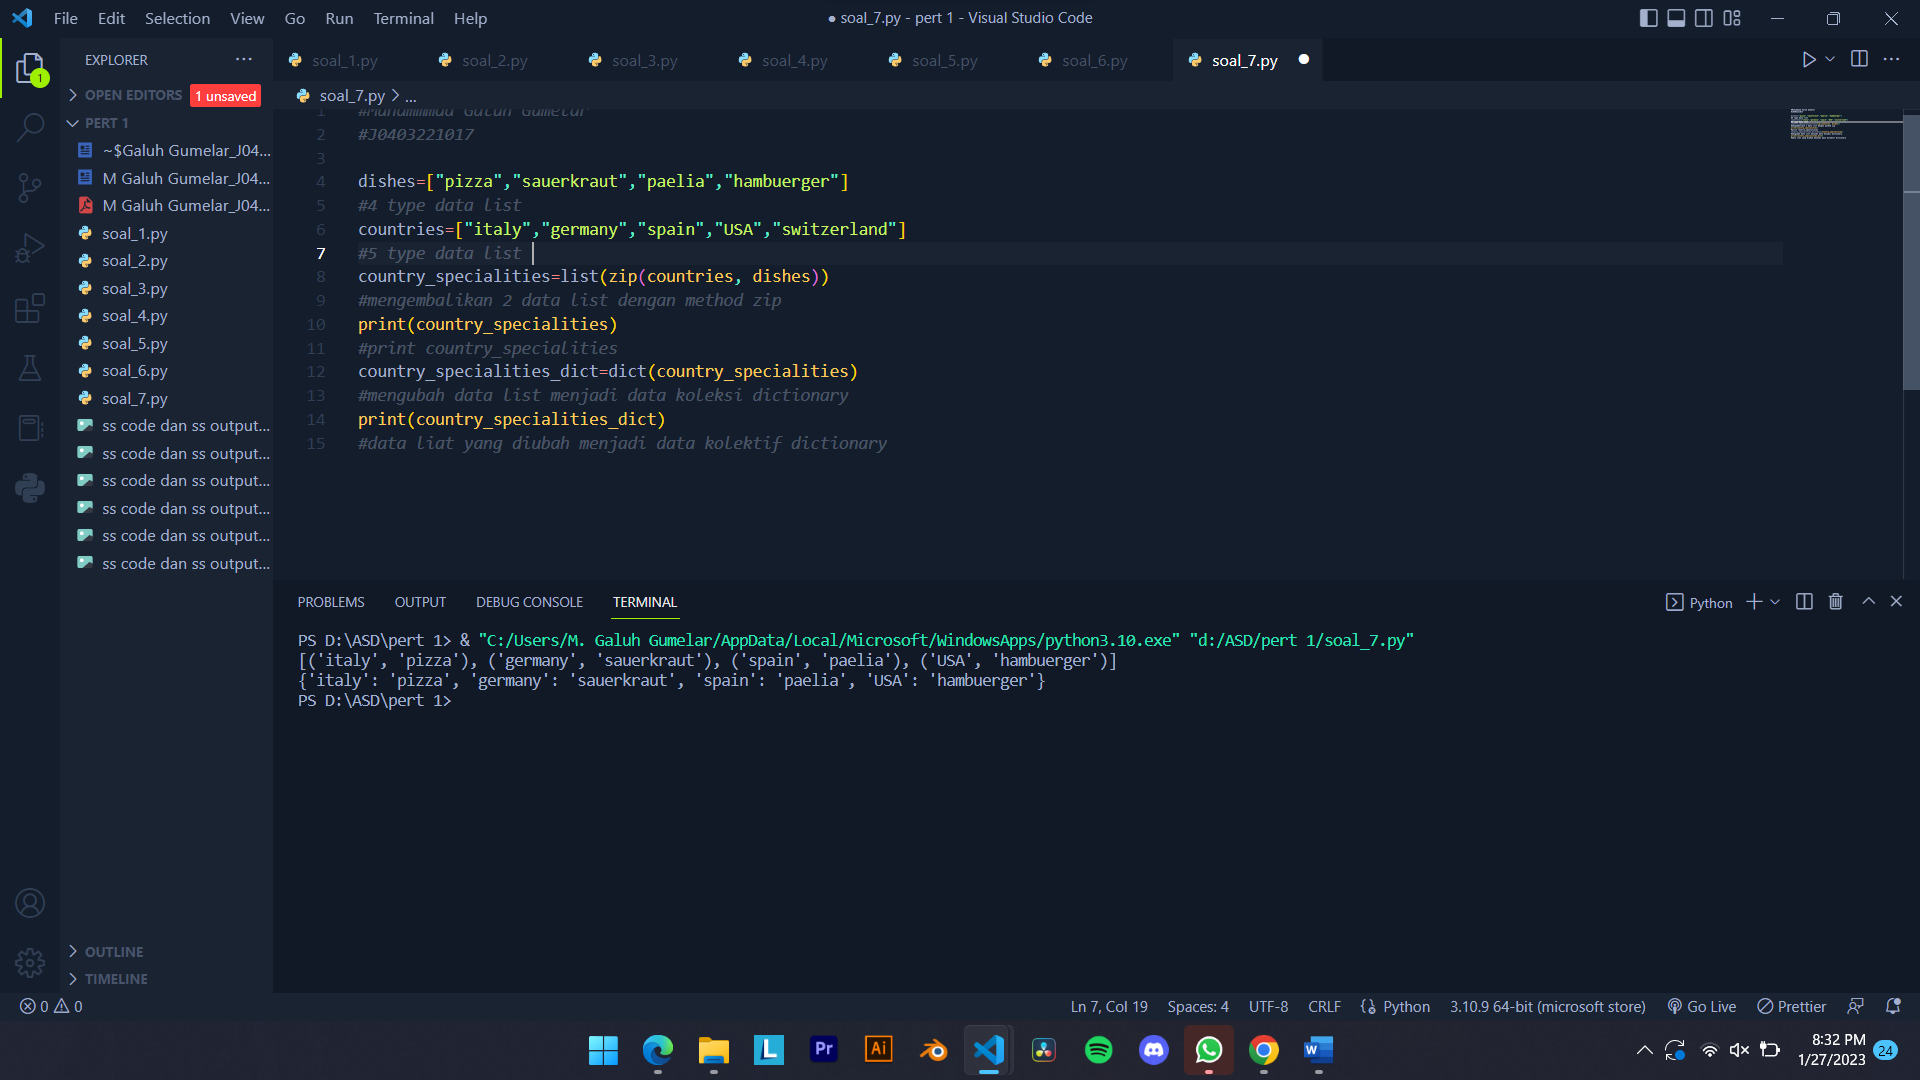 File Edit Selection View Go Run Terminal Help
● soal_7.py - pert 1 - Visual Studio Code
EXPLORER ...
soal_1.py soal_2.py soal_3.py soal_4.py soal_5.py soal_6.py soal_7.py
1
OPEN EDITORS 1 unsaved
soal_7.py > ...
PERT 1
~$Galuh Gumelar_J04...
M Galuh Gumelar_J04...
M Galuh Gumelar_J04...
soal_1.py
soal_2.py
soal_3.py
soal_4.py
soal_5.py
soal_6.py
soal_7.py
ss code dan ss output...
ss code dan ss output...
ss code dan ss output...
ss code dan ss output...
ss code dan ss output...
ss code dan ss output...
OUTLINE
TIMELINE
1 Galuh Gumelar
2 #J0403221017
3
4 dishes=["pizza","sauerkraut","paelia","hambuerger"]
5 #4 type data list
6 countries=["italy","germany","spain","USA","switzerland"]
7 #5 type data list
8 country_specialities=list(zip(countries, dishes))
9 #mengembalikan 2 data list dengan method zip
10 print(country_specialities)
11 #print country_specialities
12 country_specialities_dict=dict(country_specialities)
13 #mengubah data list menjadi data koleksi dictionary
14 print(country_specialities_dict)
15 #data liat yang diubah menjadi data kolektif dictionary
PROBLEMS OUTPUT DEBUG CONSOLE TERMINAL
Python
PS D:\ASD\pert 1> & "C:/Users/M. Galuh Gumelar/AppData/Local/Microsoft/WindowsApps/python3.10.exe" "d:/ASD/pert 1/soal_7.py"
[('italy', 'pizza'), ('germany', 'sauerkraut'), ('spain', 'paelia'), ('USA', 'hambuerger')]
{'italy': 'pizza', 'germany': 'sauerkraut', 'spain': 'paelia', 'USA': 'hambuerger'}
PS D:\ASD\pert 1>
0 0
Ln 7, Col 19 Spaces: 4 UTF-8 CRLF Python 3.10.9 64-bit (microsoft store) Go Live Prettier
L Pr Ai W
8:32 PM
1/27/2023
24